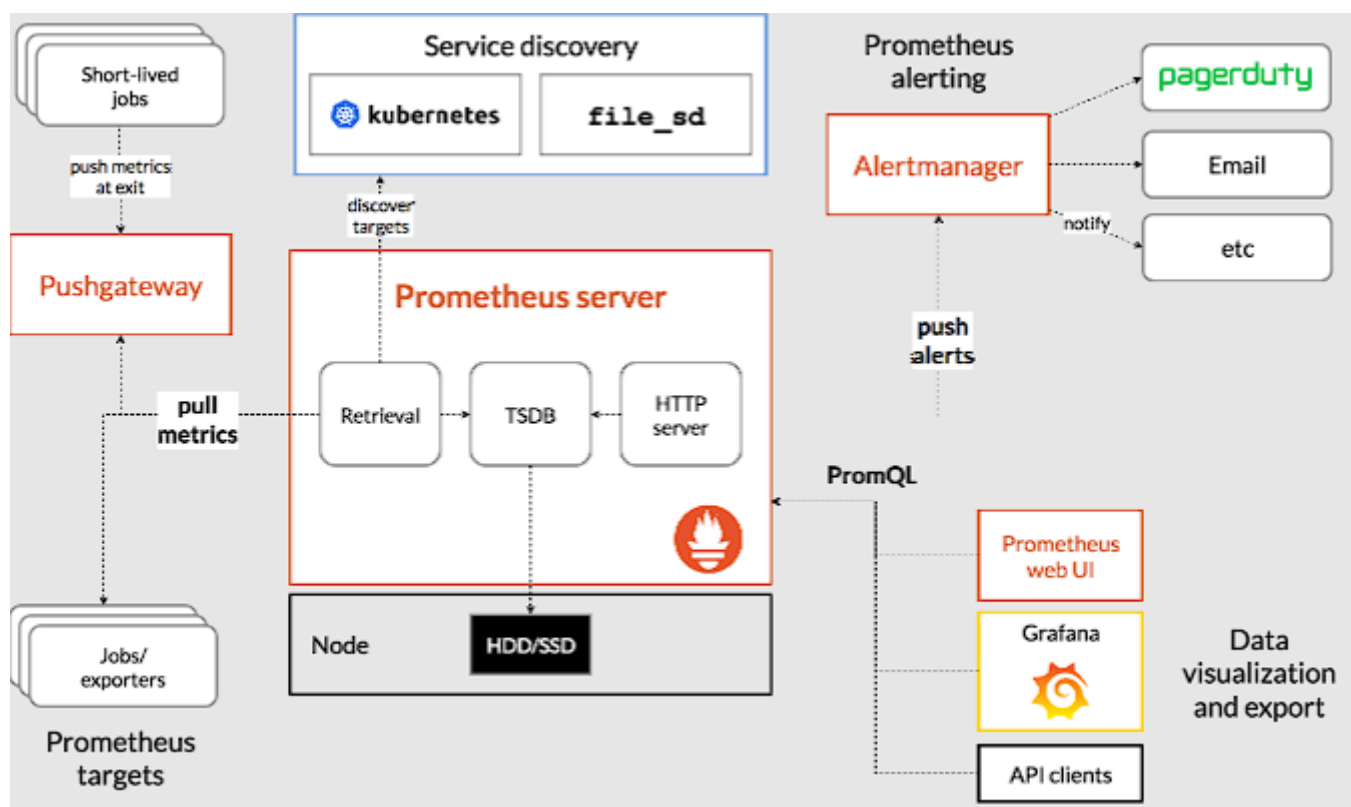 Short-lived
jobs
push metrics
at exit
Pushgateway
Service discovery
kubernetes
file_sd
discover
targets
Prometheus server
Retrieval
TSDB
HTTP
server
pull
metrics
Node
HDD/SSD
Jobs/
exporters
Prometheus
targets
Prometheus
alerting
Alertmanager
pagerduty
Email
notify
etc
push
alerts
PromQL
Prometheus
web UI
Grafana
API clients
Data
visualization
and export